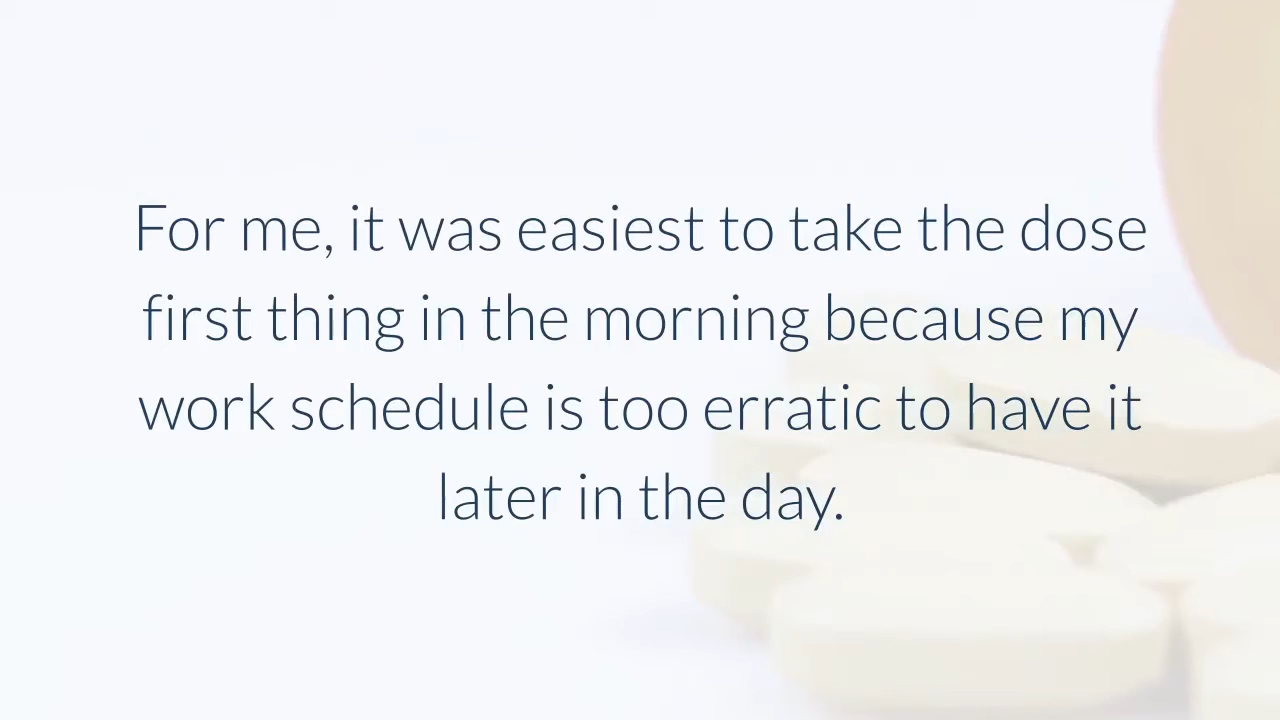 For me, it was easiest to take the dose
first thing in the morning because my
work schedule is too erratic to have it
later in the day.